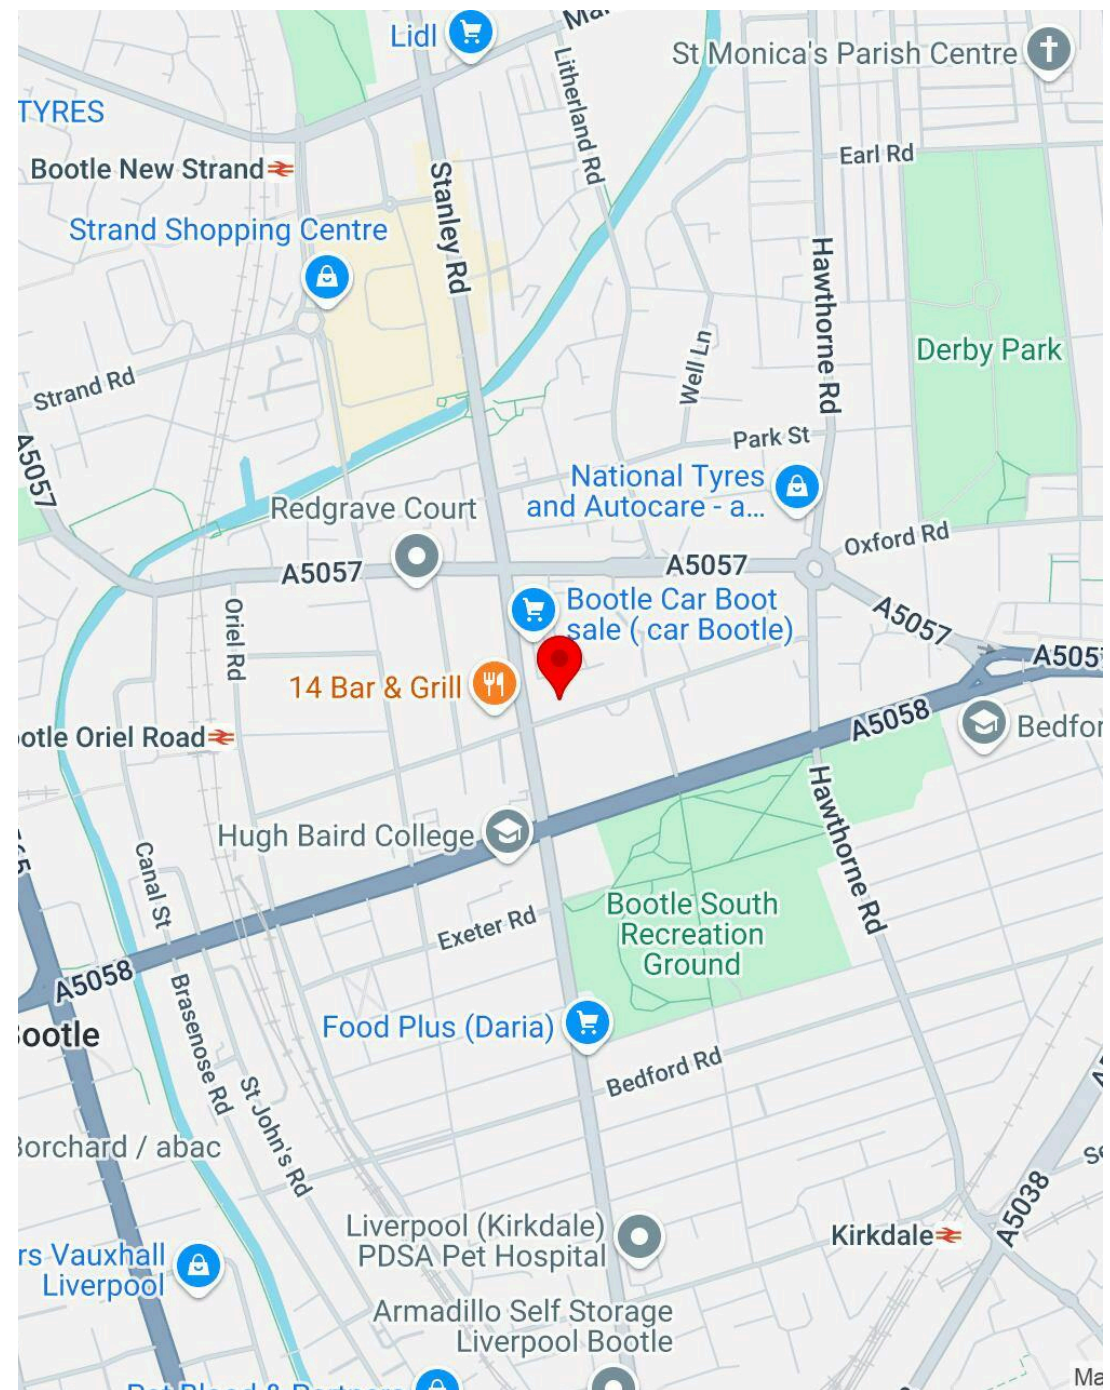 Lidl
Litherland Rd
St Monica's Parish Centre
TYRES
Bootle New Strand
Earl Rd
Stanley Rd
Strand Shopping Centre
Hawthorne Rd
Derby Park
Well Ln
Strand Rd
Park St
A5057
National Tyres
and Autocare - a...
Redgrave Court
Oxford Rd
A5057
A5057
Bootle Car Boot
sale ( car Bootle)
Oriel Rd
A5057
A505
14 Bar & Grill
A5058
Bedfor
otle Oriel Road
Hugh Baird College
Hawthorne Rd
Canal St
Bootle South
Recreation
Ground
Exeter Rd
A5058
Brasenose Rd
Bootle
Food Plus (Daria)
Bedford Rd
St John's Rd
Borchard / abac
A5038
Liverpool (Kirkdale)
PDSA Pet Hospital
Kirkdale
rs Vauxhall
Liverpool
Armadillo Self Storage
Liverpool Bootle
Ma